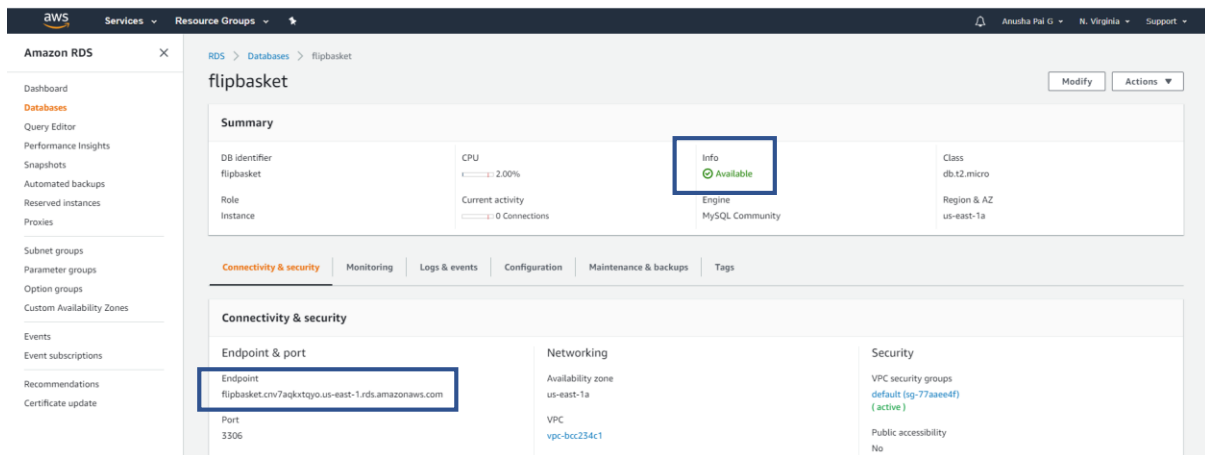 aws
Services
Resource Groups
Anusha Pai G
N. Virginia
Support
Amazon RDS
Dashboard
Databases
Query Editor
Performance Insights
Snapshots
Automated backups
Reserved instances
Proxies
Subnet groups
Parameter groups
Option groups
Custom Availability Zones
Events
Event subscriptions
Recommendations
Certificate update
RDS > Databases > flipbasket
flipbasket
Modify
Actions
Summary
DB identifier
flipbasket
CPU
2.00%
Info
Available
Class
db.t2.micro
Role
Instance
Current activity
0 Connections
Engine
MySQL Community
Region & AZ
us-east-1a
Connectivity & security
Monitoring
Logs & events
Configuration
Maintenance & backups
Tags
Connectivity & security
Endpoint & port
Endpoint
flipbasket.cnv7aqkxtqyo.us-east-1.rds.amazonaws.com
Port
3306
Networking
Availability zone
us-east-1a
VPC
vpc-bcc234c1
Security
VPC security groups
default (sg-77aaee4f)
( active )
Public accessibility
No